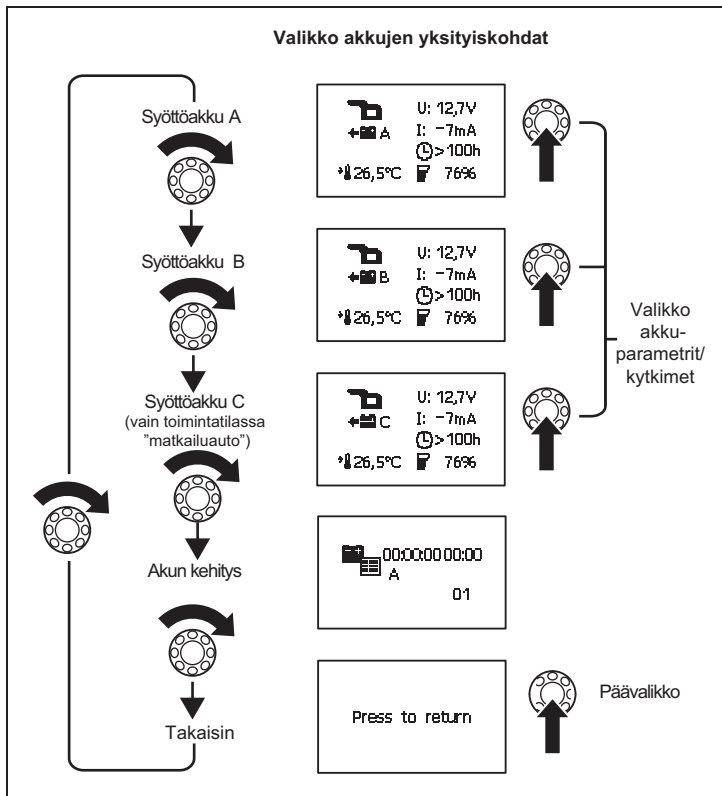 Valikko akkujen yksityiskohdat
Syöttöakku A
U: 12,7V
A I: -7mA
>100h
26,5°C 76%
Syöttöakku B
U: 12,7V
B I: -7mA
>100h
26,5°C 76%
Valikko
akku-
parametrit/
kytkimet
Syöttöakku C
(vain toimintatilassa
"matkailuauto")
U: 12,7V
C I: -7mA
>100h
26,5°C 76%
Akun kehitys
00:00:00 00:00
A
01
Takaisin
Press to return
Päävalikko